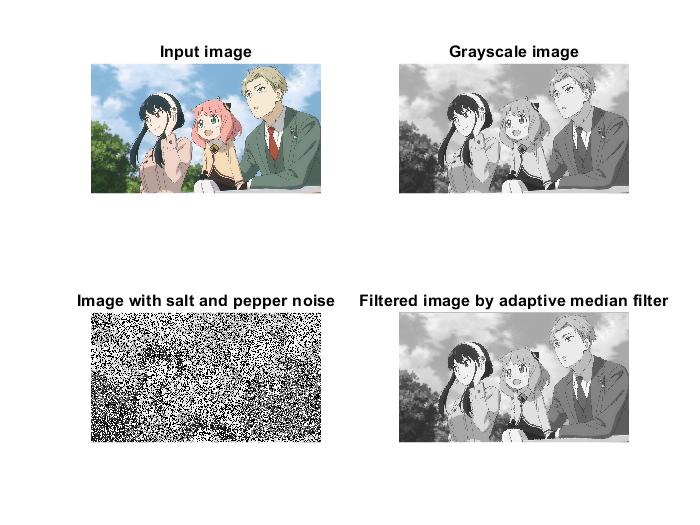 Input image
Grayscale image
Image with salt and pepper noise
Filtered image by adaptive median filter